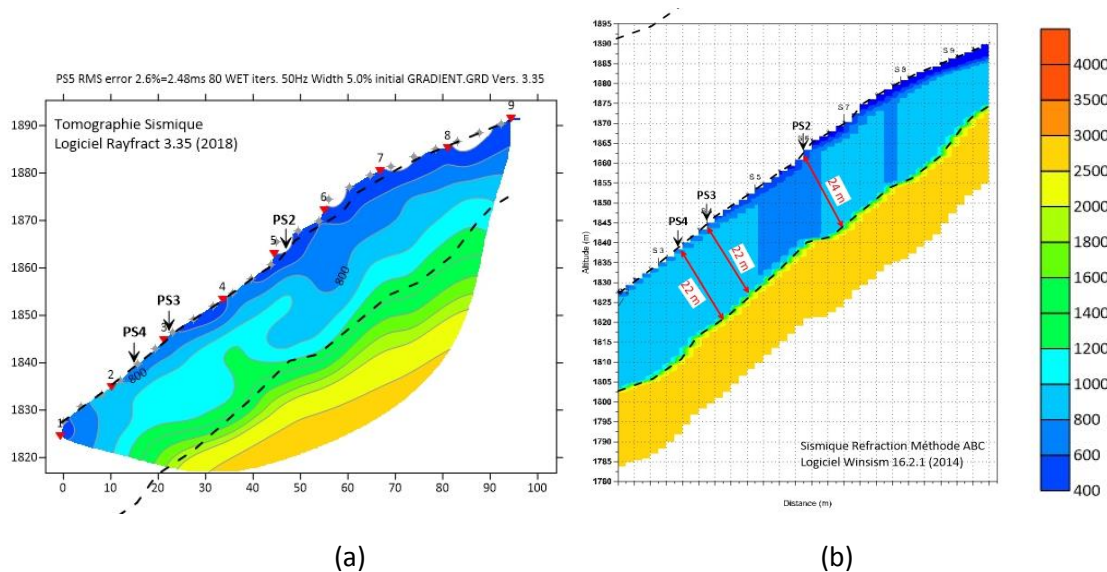 (a)
PS5 RMS error 2.6%=2.48ms 80 WET iters. 50Hz Width 5.0% initial GRADIENT.GRD Vers. 3.35
Tomographie Sismique
Logiciel Rayfract 3.35 (2018)
1890
1880
1870
1860
1850
1840
1830
1820
1
2
3
4
5
6
7
8
9
PS4
PS3
PS2
800
800
0
10
20
30
40
50
60
70
80
90
100
(a)
(b)
1895
1890
1885
1880
1875
1870
1865
1860
1855
1850
1845
1840
1835
1830
1825
1820
1815
1810
1805
1800
1795
1790
1785
1780
Altitude (m)
S 3
S 5
S 7
S 8
S 9
PS4
PS3
PS2
22 m
22 m
24 m
Sismique Refraction Méthode ABC
Logiciel Winsism 16.2.1 (2014)
Distance (m)
4000
3500
3000
2500
2000
1800
1600
1400
1200
1000
800
600
400
(b)